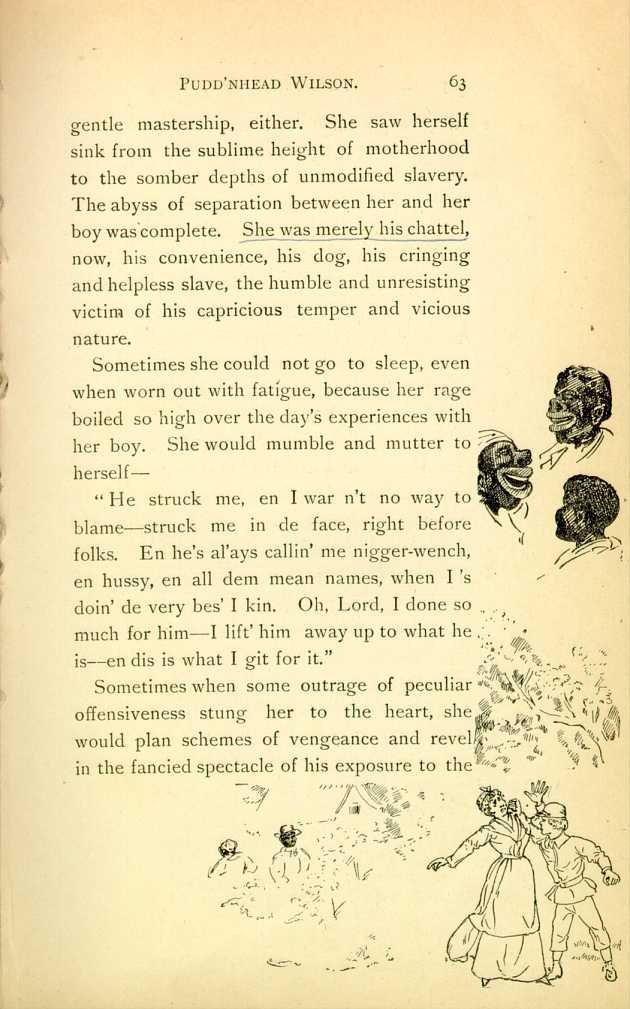 PUDD'NHEAD WILSON. 63
gentle mastership, either. She saw herself
sink from the sublime height of motherhood
to the somber depths of unmodified slavery.
The abyss of separation between her and her
boy was complete. She was merely his chattel,
now, his convenience, his dog, his cringing
and helpless slave, the humble and unresisting
victim of his capricious temper and vicious
nature.
Sometimes she could not go to sleep, even
when worn out with fatigue, because her rage
boiled so high over the day's experiences with
her boy. She would mumble and mutter to
herself—
"He struck me, en I war n't no way to
blame—struck me in de face, right before
folks. En he's al'ays callin' me nigger-wench,
en hussy, en all dem mean names, when I 's
doin' de very bes' I kin. Oh, Lord, I done so
much for him—I lift' him away up to what he
is—en dis is what I git for it."
Sometimes when some outrage of peculiar
offensiveness stung her to the heart, she
would plan schemes of vengeance and revel
in the fancied spectacle of his exposure to the